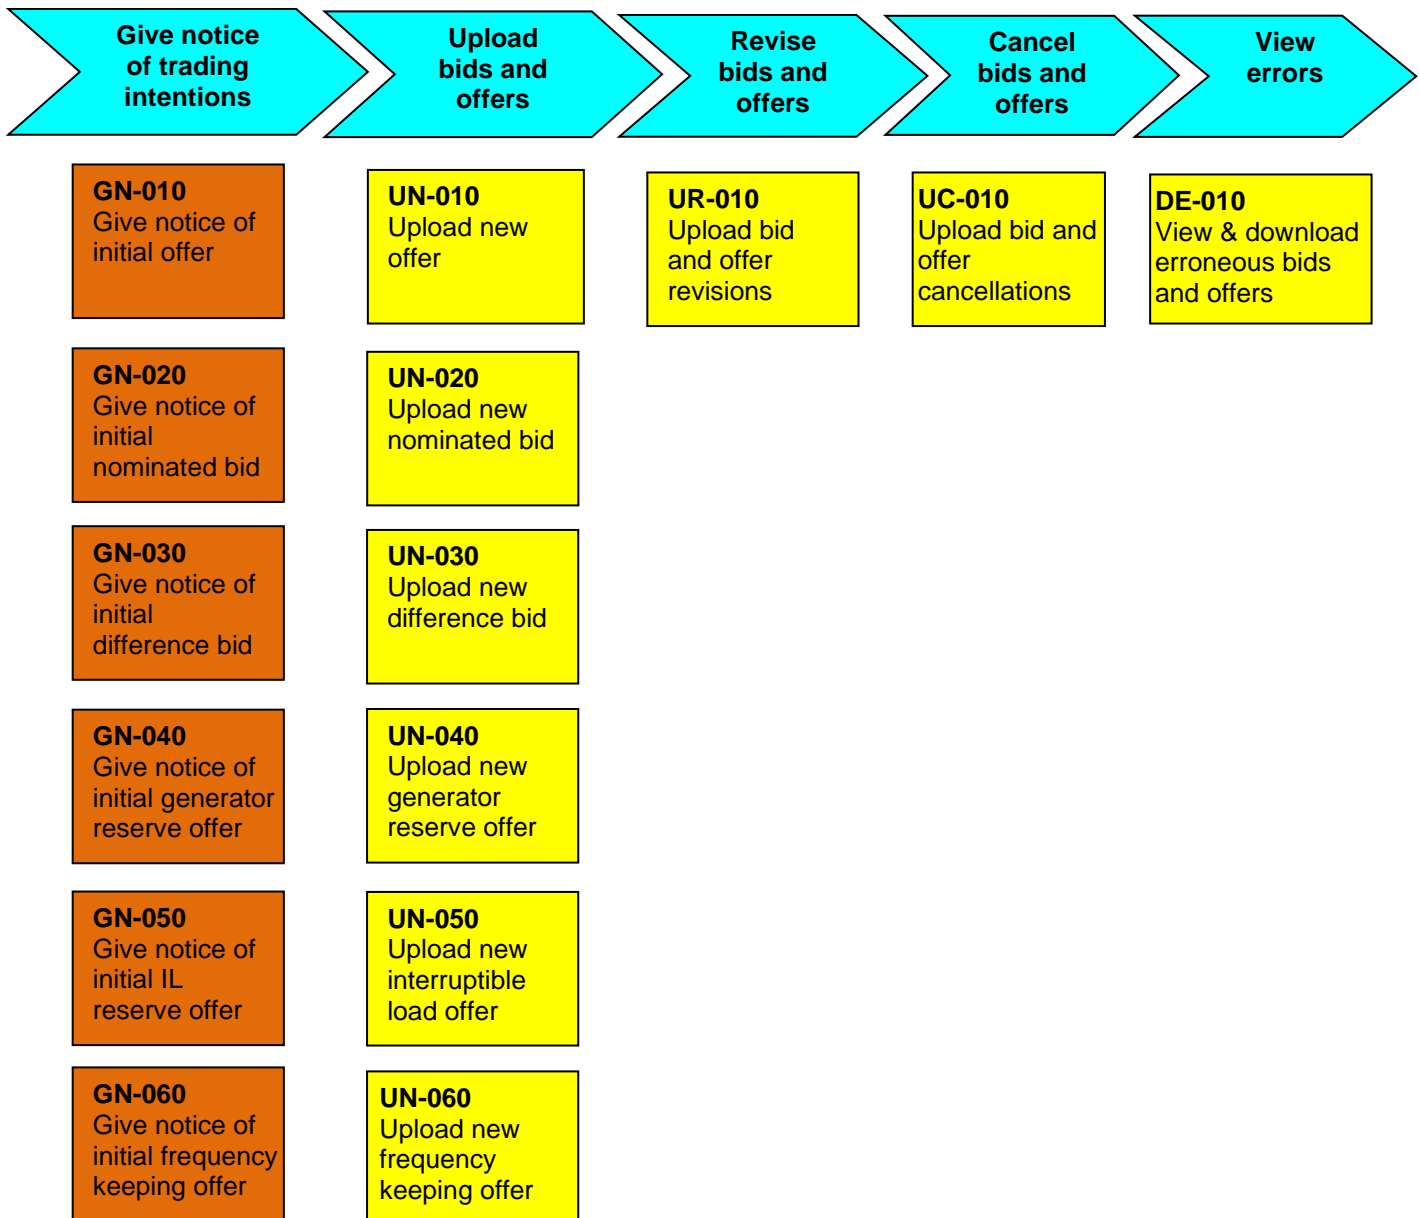 Give notice
of trading
intentions
Upload
bids and
offers
Revise
bids and
offers
Cancel
bids and
offers
View
errors
GN-010
Give notice of
initial offer
UN-010
Upload new
offer
UR-010
Upload bid
and offer
revisions
UC-010
Upload bid and
offer
cancellations
DE-010
View & download
erroneous bids
and offers
GN-020
Give notice of
initial
nominated bid
UN-020
Upload new
nominated bid
GN-030
Give notice of
initial
difference bid
UN-030
Upload new
difference bid
GN-040
Give notice of
initial generator
reserve offer
UN-040
Upload new
generator
reserve offer
GN-050
Give notice of
initial IL
reserve offer
UN-050
Upload new
interruptible
load offer
GN-060
Give notice of
initial frequency
keeping offer
UN-060
Upload new
frequency
keeping offer